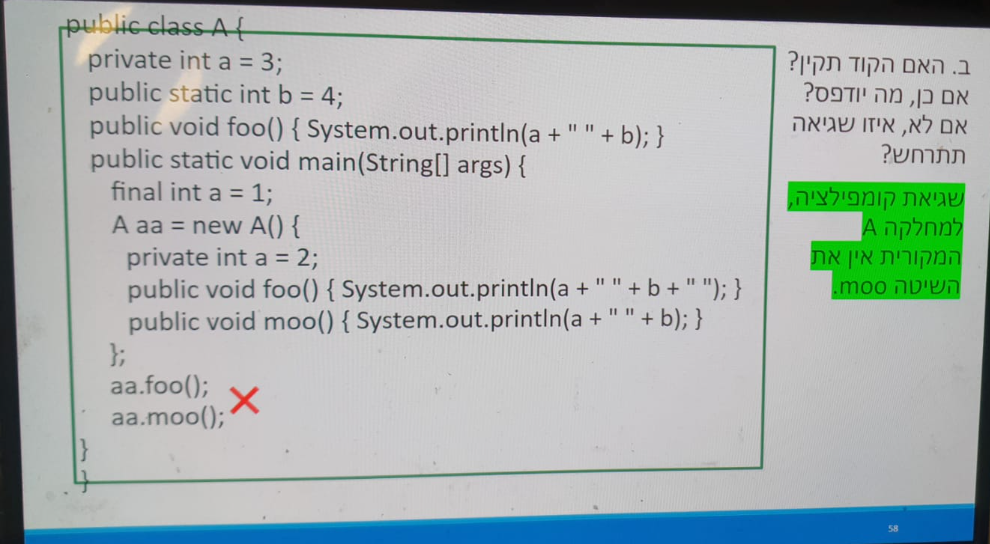 public class A {
private int a = 3;
public static int b = 4;
public void foo() { System.out.println(a + " " + b); }
public static void main(String[] args) {
final int a = 1;
A aa = new A() {
private int a = 2;
public void foo() { System.out.println(a + " " + b + " "); }
public void moo() { System.out.println(a + " " + b); }
};
aa.foo();
aa.moo();
}
}
ב. האם הקוד תקין?
אם כן, מה יודפס?
אם לא, איזו שגיאה
תתרחש?
שגיאת קומפילציה,
למחלקה A
המקורית אין את
השיטה moo.
58